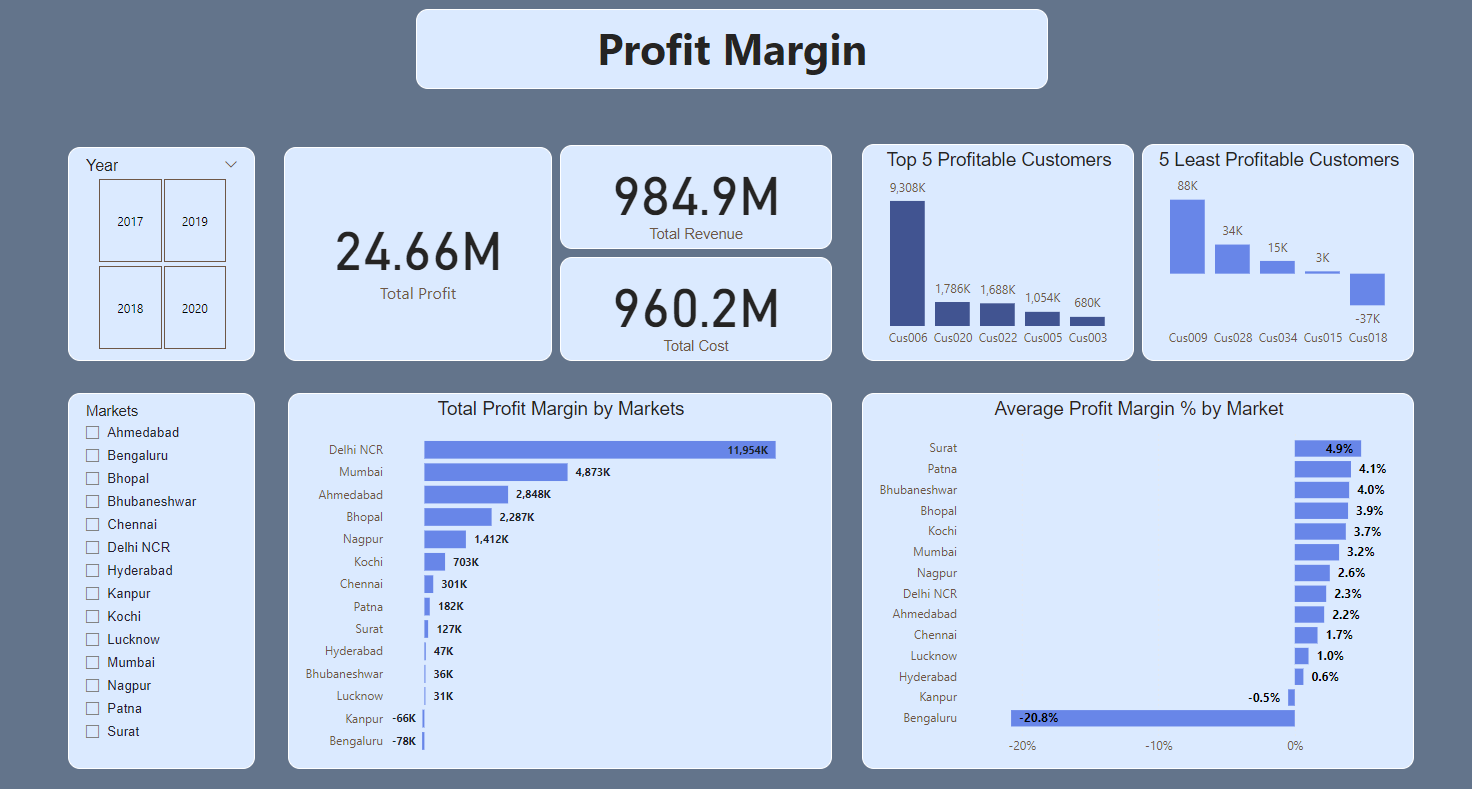 Profit Margin
Year
2017
2019
2018
2020
24.66M
Total Profit
984.9M
Total Revenue
960.2M
Total Cost
Top 5 Profitable Customers
9,308K
1,786K
1,688K
1,054K
680K
Cus006 Cus020 Cus022 Cus005 Cus003
5 Least Profitable Customers
88K
34K
15K
3K
-37K
Cus009 Cus028 Cus034 Cus015 Cus018
Markets
Ahmedabad
Bengaluru
Bhopal
Bhubaneshwar
Chennai
Delhi NCR
Hyderabad
Kanpur
Kochi
Lucknow
Mumbai
Nagpur
Patna
Surat
Total Profit Margin by Markets
Delhi NCR 11,954K
Mumbai 4,873K
Ahmedabad 2,848K
Bhopal 2,287K
Nagpur 1,412K
Kochi 703K
Chennai 301K
Patna 182K
Surat 127K
Hyderabad 47K
Bhubaneshwar 36K
Lucknow 31K
Kanpur -66K
Bengaluru -78K
Average Profit Margin % by Market
Surat 4.9%
Patna 4.1%
Bhubaneshwar 4.0%
Bhopal 3.9%
Kochi 3.7%
Mumbai 3.2%
Nagpur 2.6%
Delhi NCR 2.3%
Ahmedabad 2.2%
Chennai 1.7%
Lucknow 1.0%
Hyderabad 0.6%
Kanpur -0.5%
Bengaluru -20.8%
-20% -10% 0%